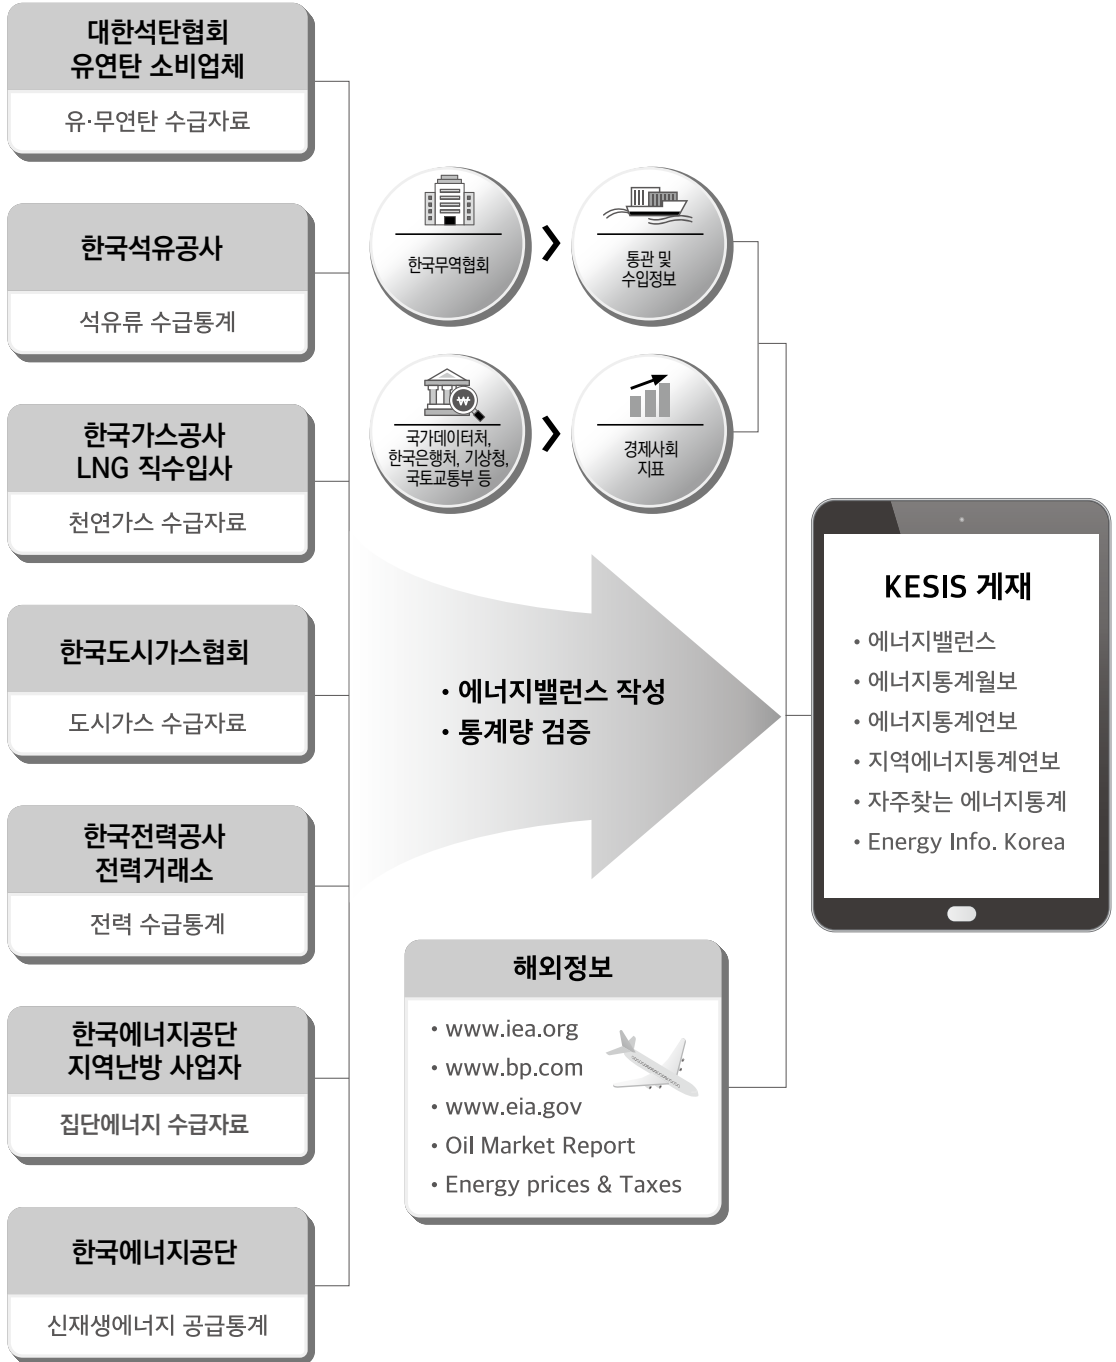 대한석탄협회
유연탄 소비업체
유·무연탄 수급자료
한국석유공사
석유류 수급통계
한국가스공사
LNG 직수입사
천연가스 수급자료
한국도시가스협회
도시가스 수급자료
한국전력공사
전력거래소
전력 수급통계
한국에너지공단
지역난방 사업자
집단에너지 수급자료
한국에너지공단
신재생에너지 공급통계
한국무역협회
통관 및
수입정보
국가데이터처,
한국은행처, 기상청,
국토교통부 등
경제사회
지표
• 에너지밸런스 작성
• 통계량 검증
해외정보
• www.iea.org
• www.bp.com
• www.eia.gov
• Oil Market Report
• Energy prices & Taxes
KESIS 게재
• 에너지밸런스
• 에너지통계월보
• 에너지통계연보
• 지역에너지통계연보
• 자주찾는 에너지통계
• Energy Info. Korea